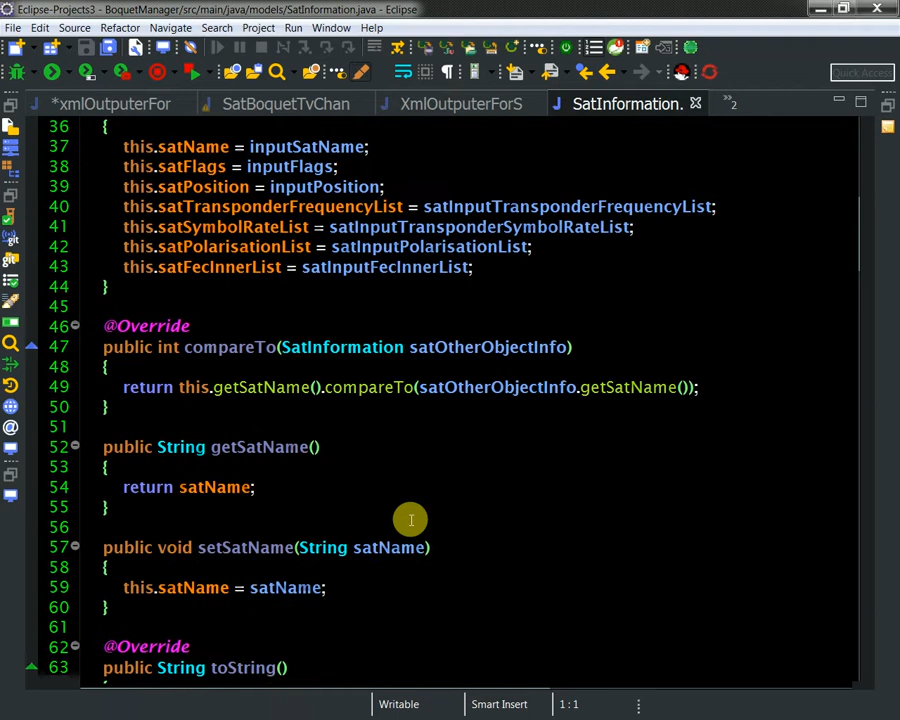 Eclipse-Projects3 - BoquetManager/src/main/java/models/SatInformation.java - Eclipse
File Edit Source Refactor Navigate Search Project Run Window Help
Quick Access
*xmlOutputerFor SatBoquetTvChan XmlOutputerForS SatInformation. »2
36 {
37 this.satName = inputSatName;
38 this.satFlags = inputFlags;
39 this.satPosition = inputPosition;
40 this.satTransponderFrequencyList = satInputTransponderFrequencyList;
41 this.satSymbolRateList = satInputTransponderSymbolRateList;
42 this.satPolarisationList = satInputPolarisationList;
43 this.satFecInnerList = satInputFecInnerList;
44 }
45
46 @Override
47 public int compareTo(SatInformation satOtherObjectInfo)
48 {
49 return this.getSatName().compareTo(satOtherObjectInfo.getSatName());
50 }
51
52 public String getSatName()
53 {
54 return satName;
55 }
56
57 public void setSatName(String satName)
58 {
59 this.satName = satName;
60 }
61
62 @Override
63 public String toString()
Writable Smart Insert 1 : 1